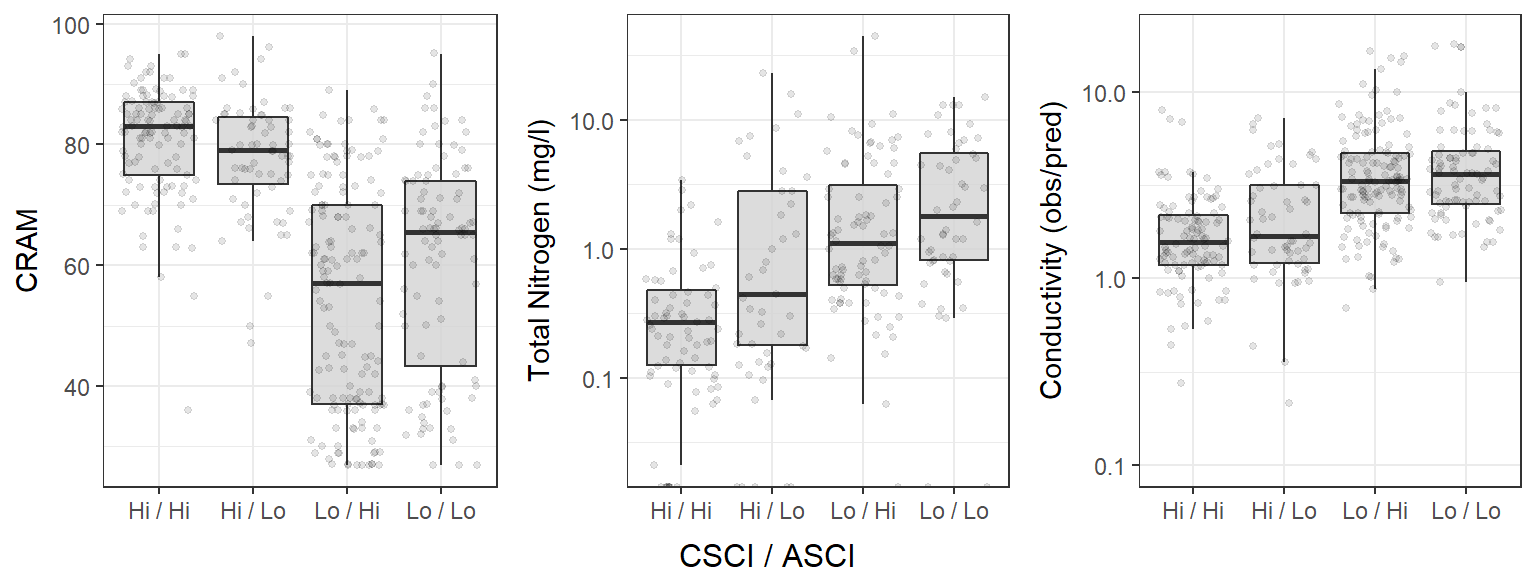 CRAM
100
80
60
40
Hi / Hi
Hi / Lo
Lo / Hi
Lo / Lo
Total Nitrogen (mg/l)
10.0
1.0
0.1
Hi / Hi
Hi / Lo
Lo / Hi
Lo / Lo
Conductivity (obs/pred)
10.0
1.0
0.1
Hi / Hi
Hi / Lo
Lo / Hi
Lo / Lo
CSCI / ASCI